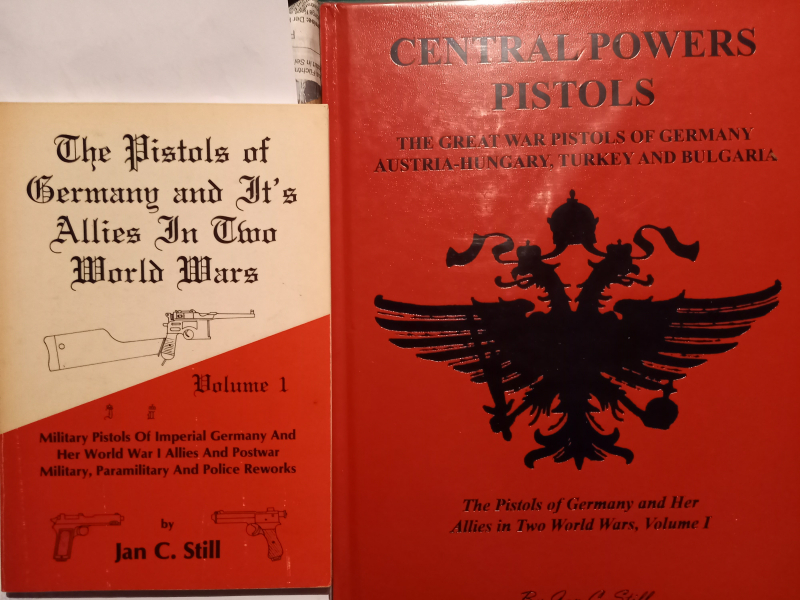 The Pistols of
Germany and It's
Allies In Two
World Wars
Volume 1
Military Pistols Of Imperial Germany And
Her World War I Allies And Postwar
Military, Paramilitary And Police Reworks
by
Jan C. Still
CENTRAL POWERS
PISTOLS
THE GREAT WAR PISTOLS OF GERMANY
AUSTRIA-HUNGARY, TURKEY AND BULGARIA
The Pistols of Germany and Her
Allies in Two World Wars, Volume I
By Jan C. Still